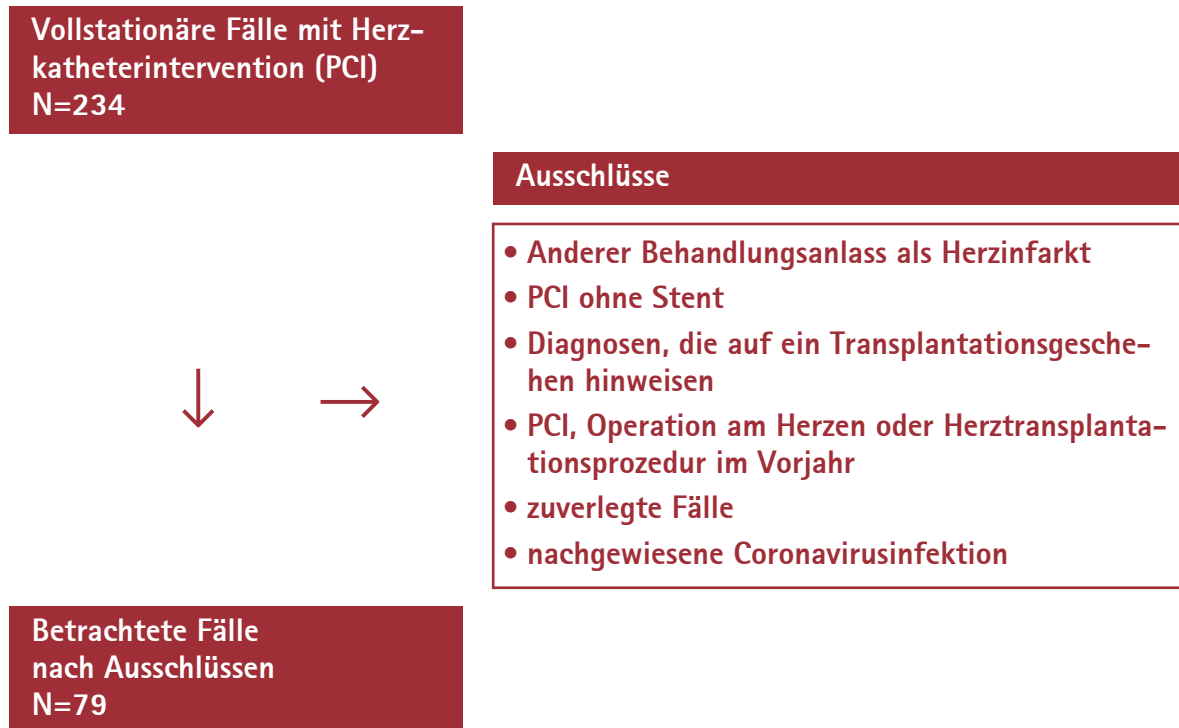 Vollstationäre Fälle mit Herz-
katheterintervention (PCI)
N=234
Ausschlüsse
• Anderer Behandlungsanlass als Herzinfarkt
• PCI ohne Stent
• Diagnosen, die auf ein Transplantationsgesche-
hen hinweisen
• PCI, Operation am Herzen oder Herztransplanta-
tionsprozedur im Vorjahr
• zuverlegte Fälle
• nachgewiesene Coronavirusinfektion
Betrachtete Fälle
nach Ausschlüssen
N=79